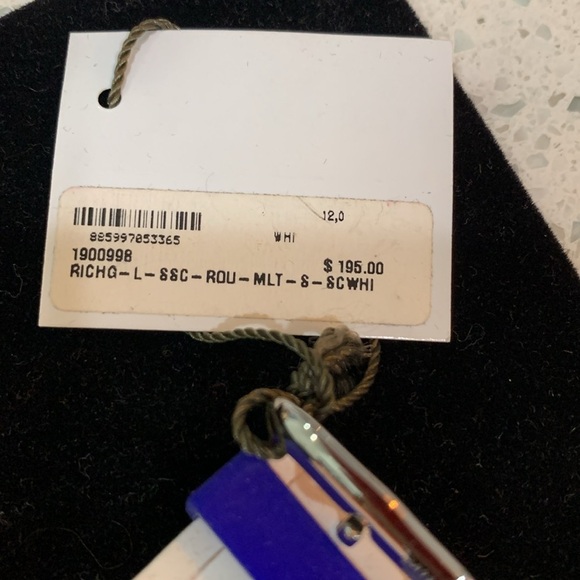 12,0
885997053365 WHI
1900998 $ 195.00
RICHG-L-SSC-ROU-MLT-S-SCWHI